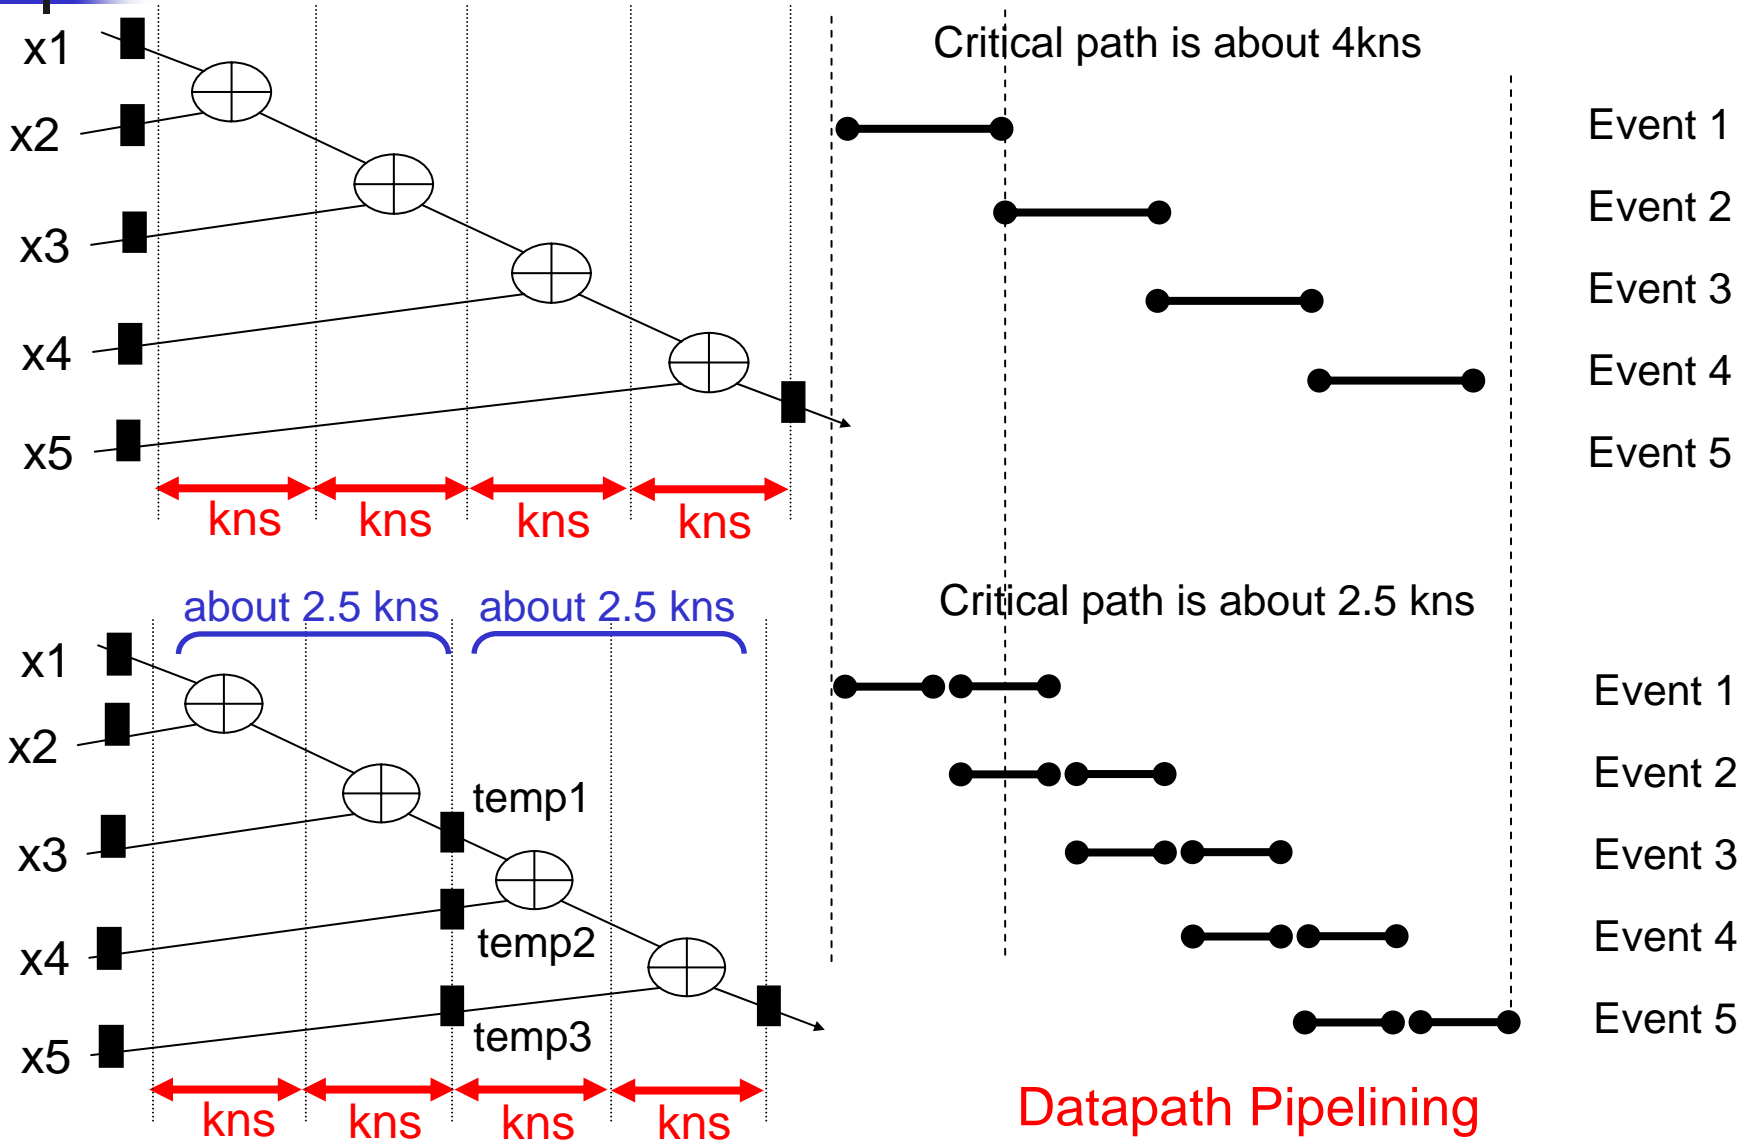 x1
x2
x3
x4
x5
kns kns kns kns
Critical path is about 4kns
Event 1
Event 2
Event 3
Event 4
Event 5
about 2.5 kns about 2.5 kns
x1
x2
x3
x4
x5
temp1
temp2
temp3
kns kns kns kns
Critical path is about 2.5 kns
Event 1
Event 2
Event 3
Event 4
Event 5
Datapath Pipelining